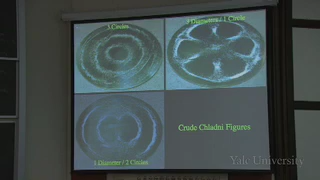 3 Circles
3 Diameters / 1 Circle
1 Diameter / 2 Circles
Crude Chladni Figures
Yale University